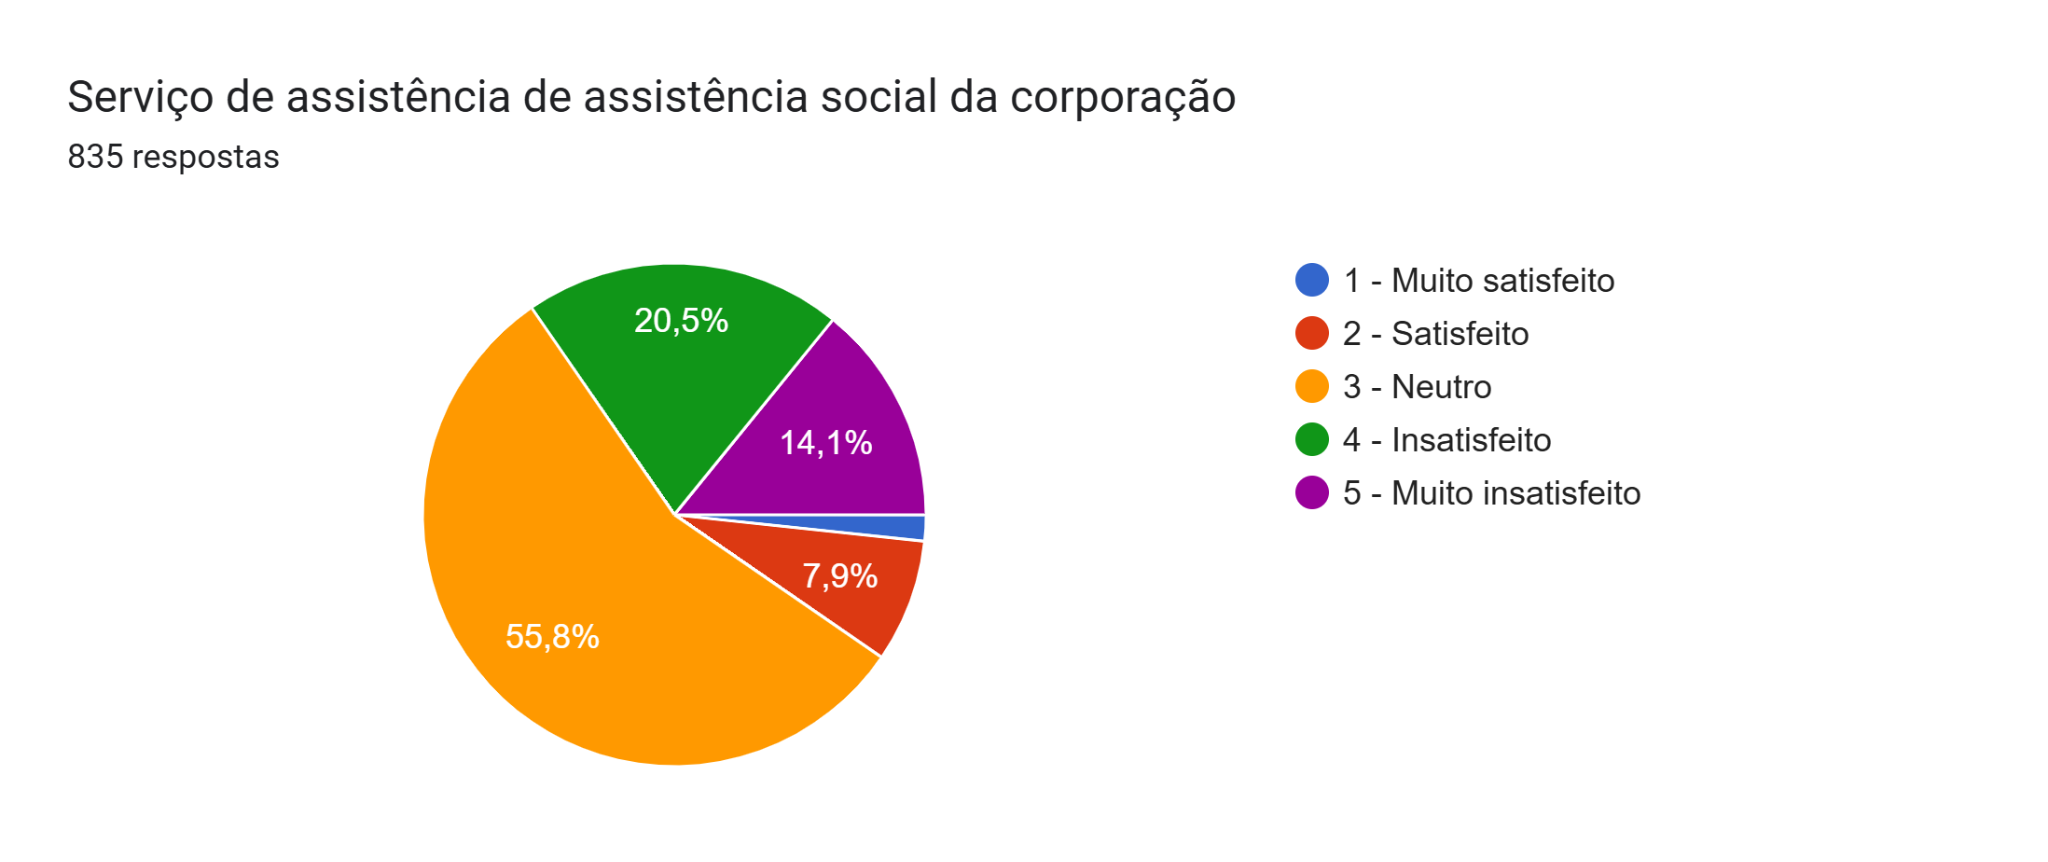 Serviço de assistência de assistência social da corporação
835 respostas
20,5%
14,1%
7,9%
55,8%
1 - Muito satisfeito
2 - Satisfeito
3 - Neutro
4 - Insatisfeito
5 - Muito insatisfeito